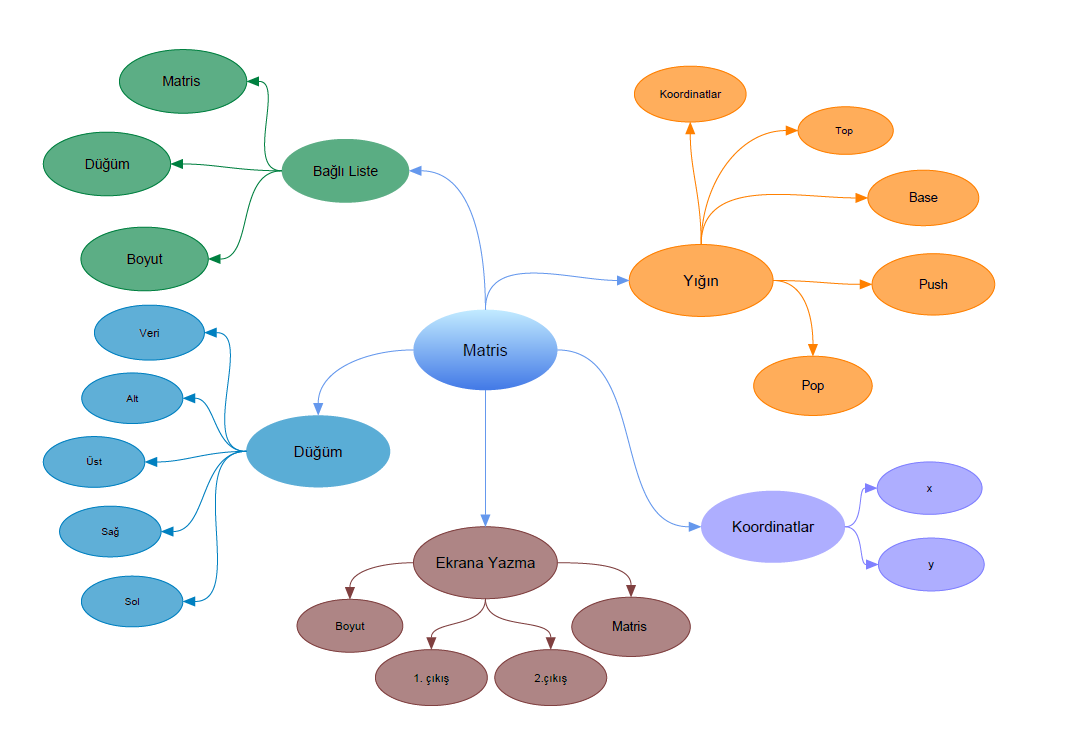 Matris
Düğüm
Boyut
Bağlı Liste
Koordinatlar
Top
Base
Push
Pop
Yığın
Matris
Veri
Alt
Üst
Sağ
Sol
Düğüm
Ekrana Yazma
Boyut
1. çıkış
2.çıkış
Matris
Koordinatlar
x
y